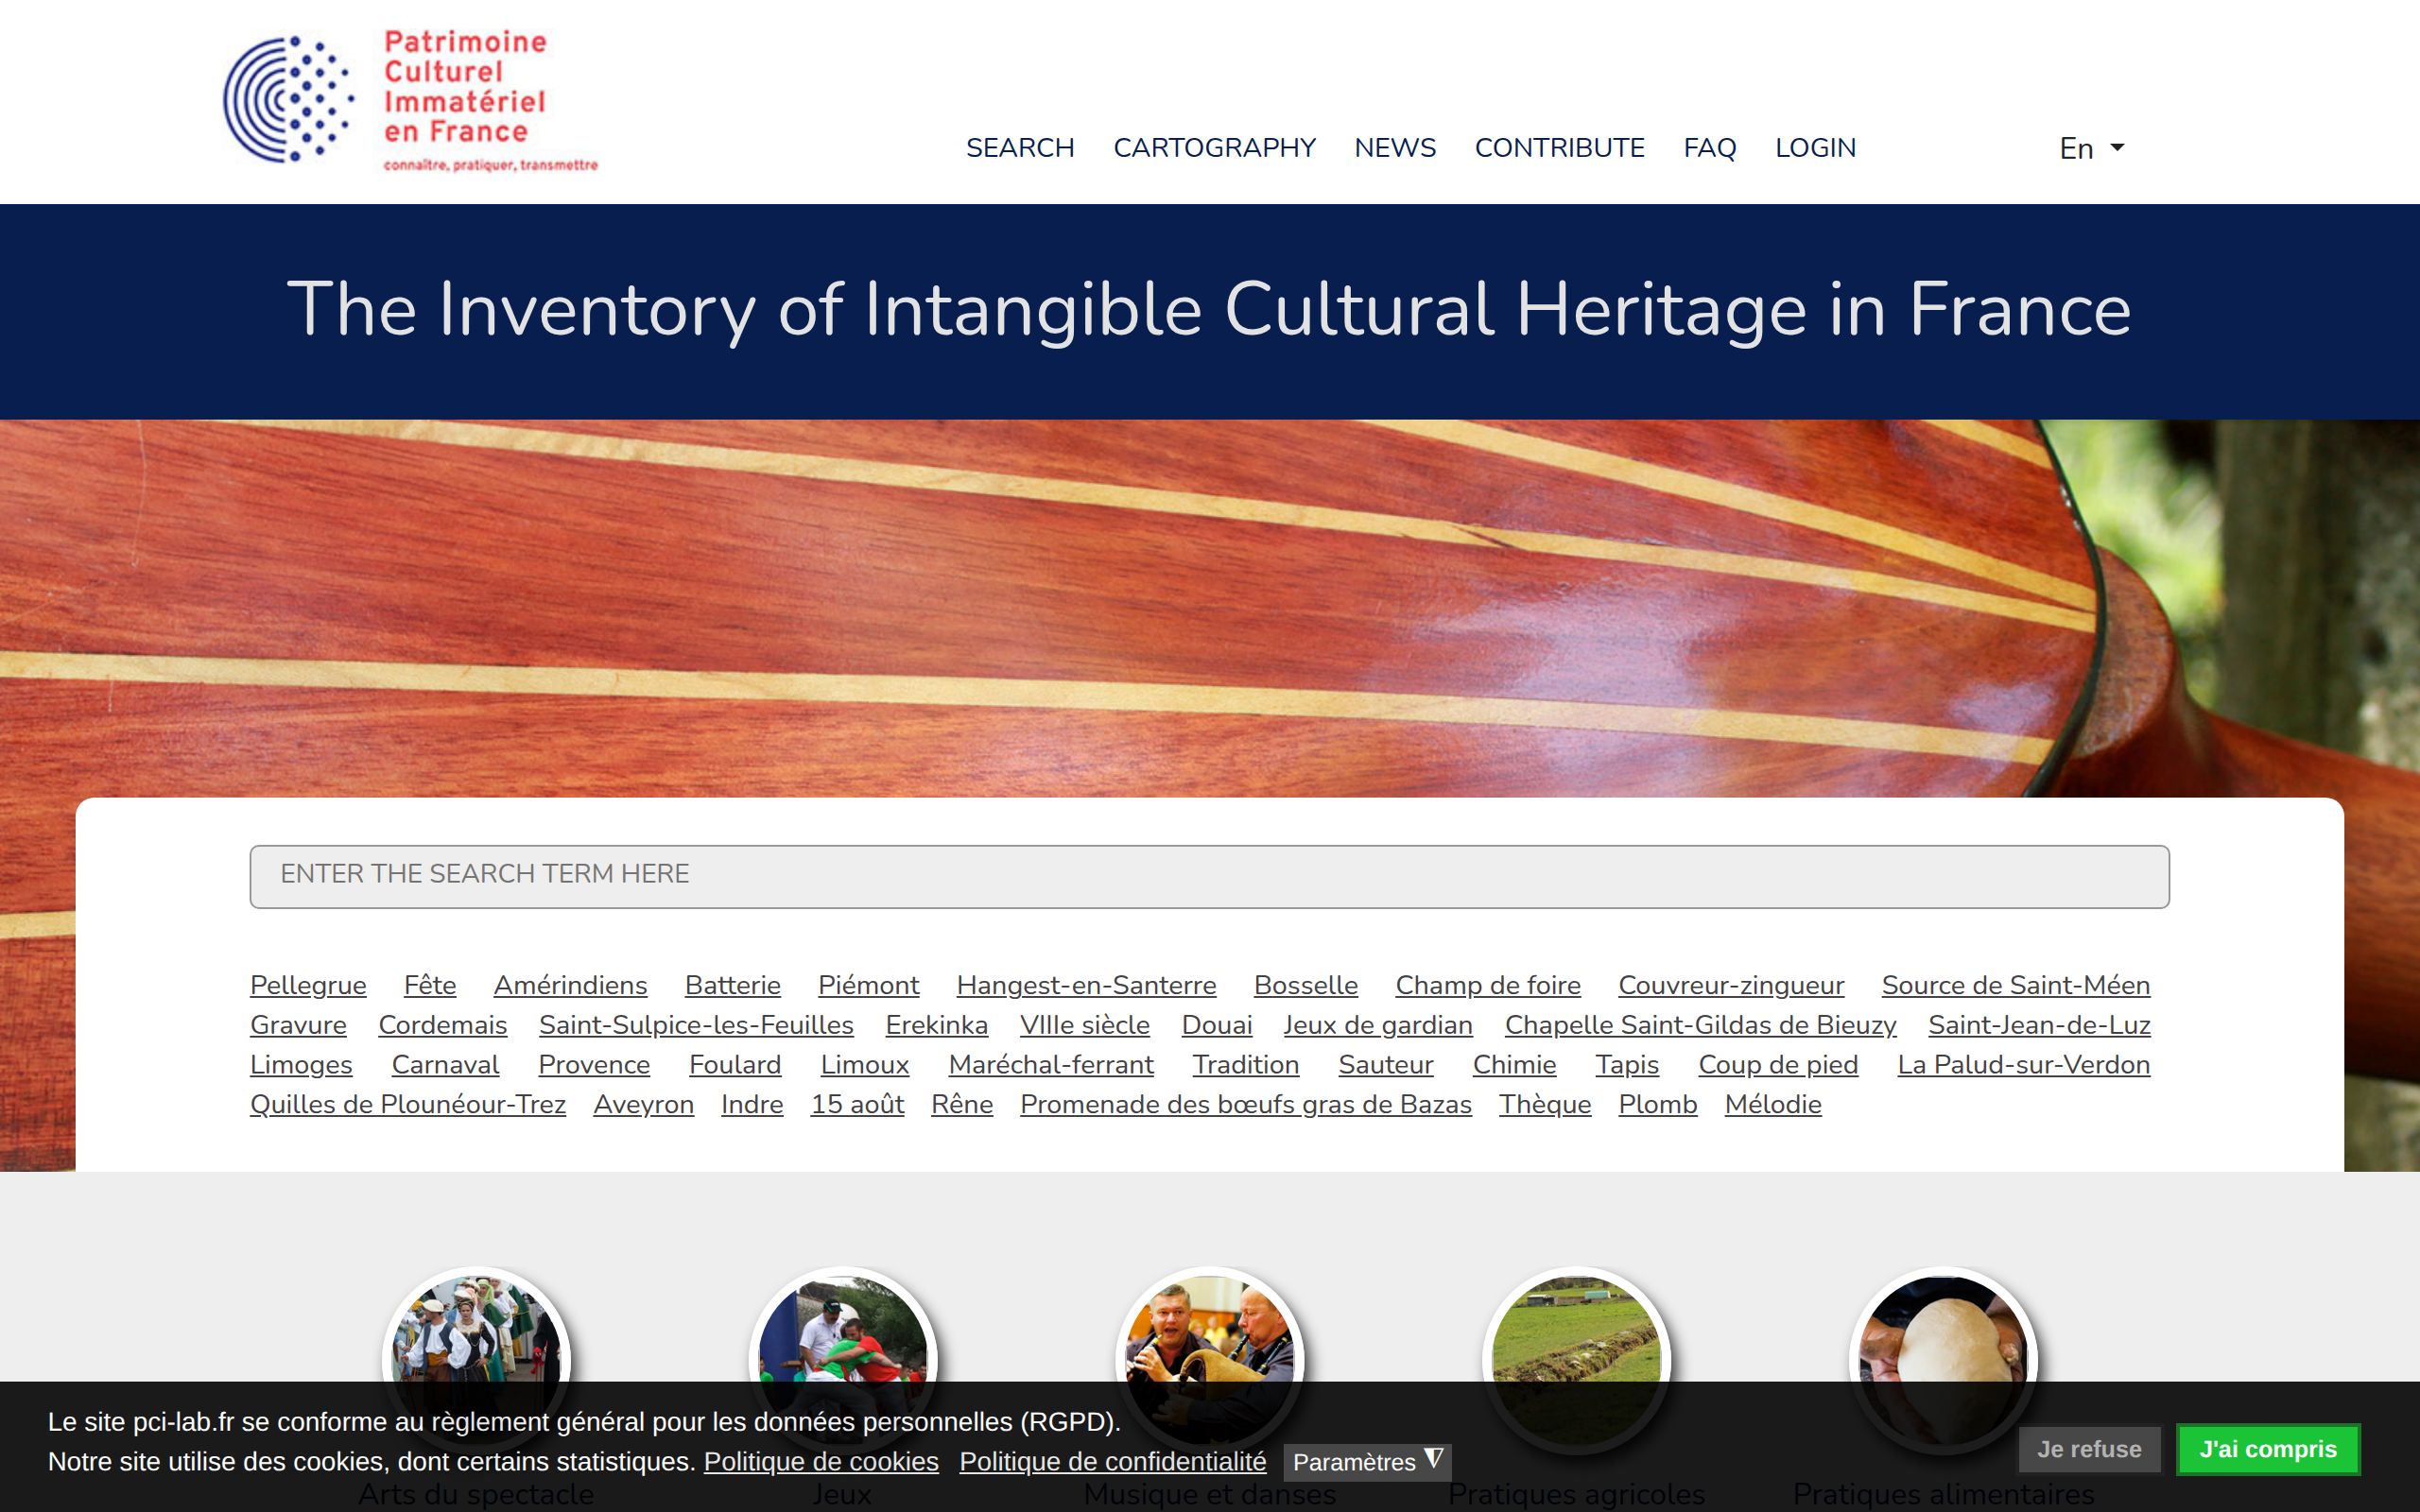 Patrimoine
Culturel
Immatériel
en France
connaître, pratiquer, transmettre
SEARCH CARTOGRAPHY NEWS CONTRIBUTE FAQ LOGIN En
The Inventory of Intangible Cultural Heritage in France
ENTER THE SEARCH TERM HERE
Pellegrue Fête Amérindiens Batterie Piémont Hangest-en-Santerre Bosselle Champ de foire Couvreur-zingueur Source de Saint-Méen
Gravure Cordemais Saint-Sulpice-les-Feuilles Erekinka VIIIe siècle Douai Jeux de gardian Chapelle Saint-Gildas de Bieuzy Saint-Jean-de-Luz
Limoges Carnaval Provence Foulard Limoux Maréchal-ferrant Tradition Sauteur Chimie Tapis Coup de pied La Palud-sur-Verdon
Quilles de Plounéour-Trez Aveyron Indre 15 août Rêne Promenade des bœufs gras de Bazas Thèque Plomb Mélodie
Le site pci-lab.fr se conforme au règlement général pour les données personnelles (RGPD).
Notre site utilise des cookies, dont certains statistiques. Politique de cookies Politique de confidentialité Paramètres
Je refuse J'ai compris
Arts du spectacle Jeux Musique et danses Pratiques agricoles Pratiques alimentaires